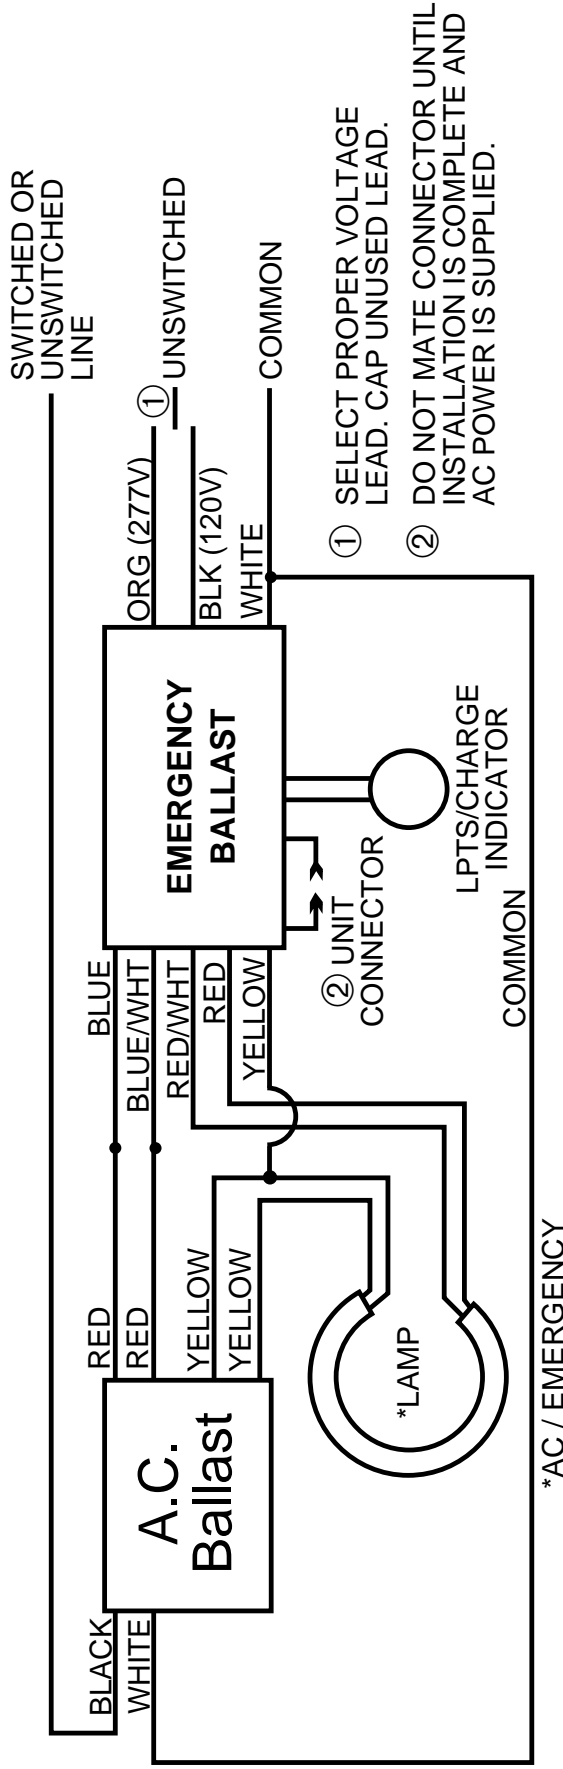 SWITCHED OR
UNSWITCHED
LINE
BLACK
WHITE
A.C.
Ballast
RED
RED
YELLOW
YELLOW
BLUE
BLUE/WHT
RED/WHT
RED
YELLOW
EMERGENCY
BALLAST
ORG (277V)
① UNSWITCHED
BLK (120V)
WHITE
COMMON
② UNIT
CONNECTOR
LPTS/CHARGE
INDICATOR
*LAMP
COMMON
*AC / EMERGENCY
① SELECT PROPER VOLTAGE
LEAD. CAP UNUSED LEAD.
② DO NOT MATE CONNECTOR UNTIL
INSTALLATION IS COMPLETE AND
AC POWER IS SUPPLIED.